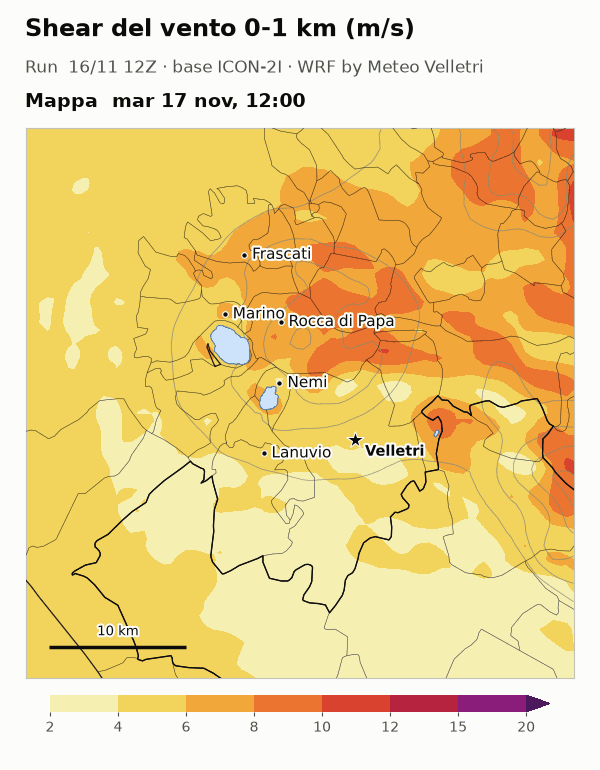 Shear del vento 0-1 km (m/s)
Run  16/11 12Z · base ICON-2I · WRF by Meteo Velletri
Mappa  mar 17 nov, 12:00
Frascati
Marino
Rocca di Papa
Nemi
Velletri
Lanuvio
10 km
2 4 6 8 10 12 15 20